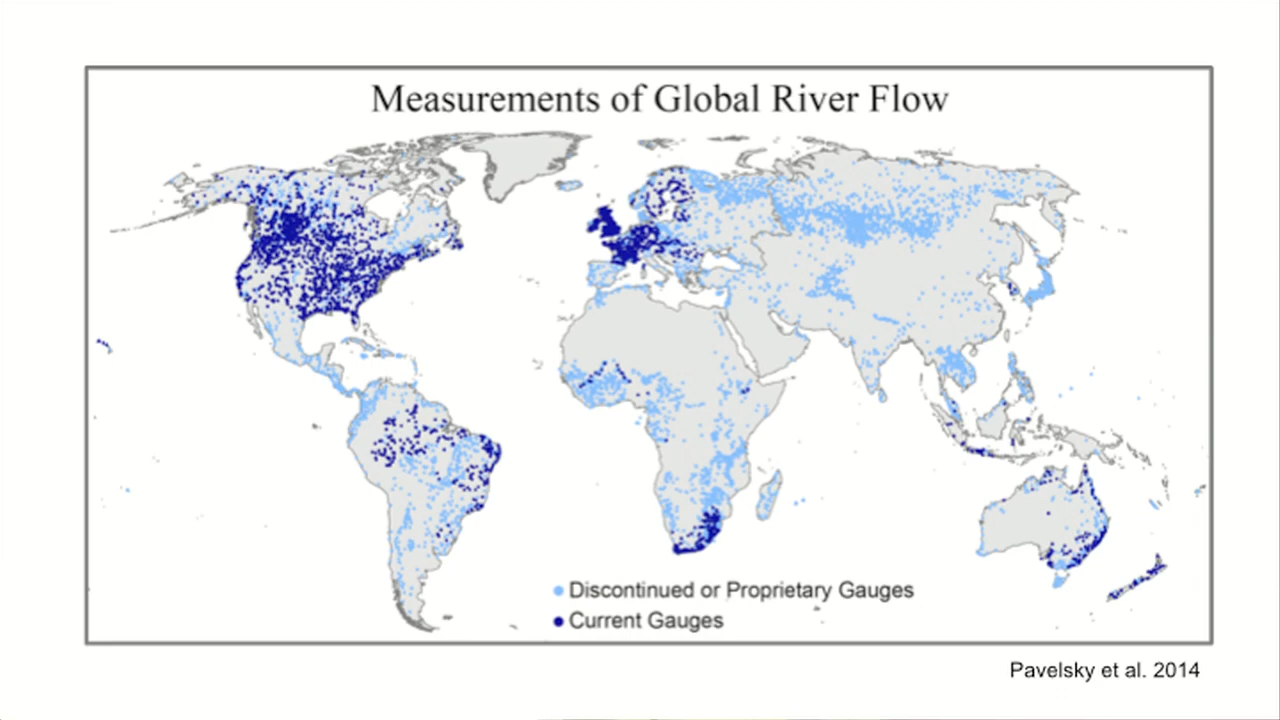 Measurements of Global River Flow
Discontinued or Proprietary Gauges
Current Gauges
Pavelsky et al. 2014